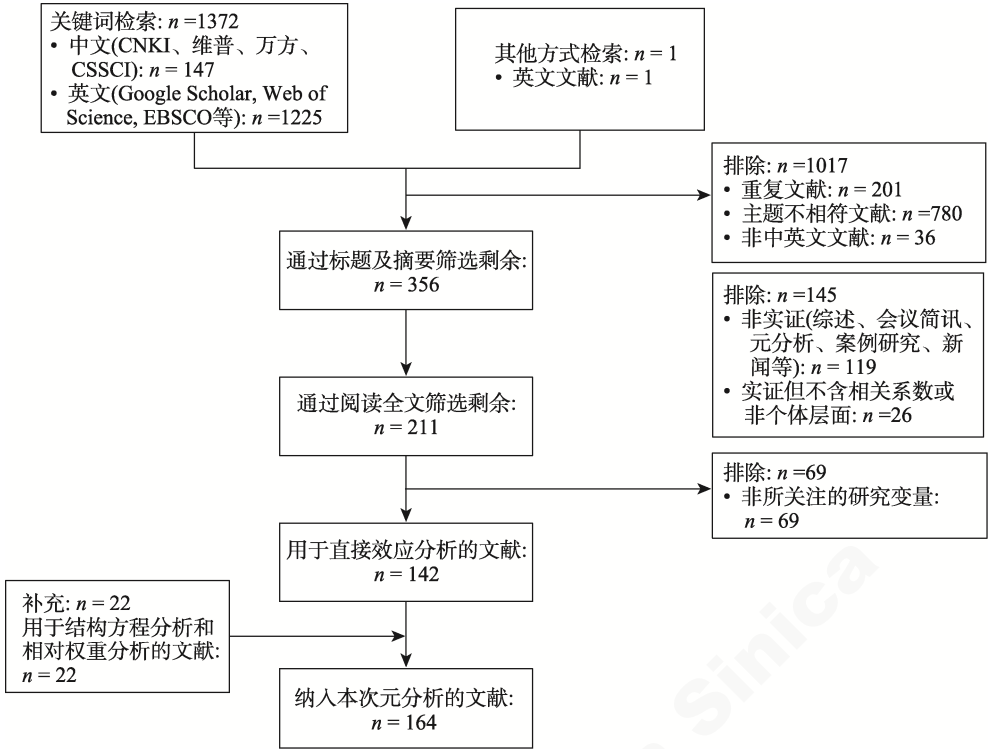 关键词检索: n =1372
• 中文(CNKI、维普、万方、
CSSCI): n = 147
• 英文(Google Scholar, Web of
Science, EBSCO等): n =1225
其他方式检索: n = 1
• 英文文献: n = 1
排除: n =1017
• 重复文献: n = 201
• 主题不相符文献: n =780
• 非中英文文献: n = 36
通过标题及摘要筛选剩余:
n = 356
排除: n =145
• 非实证(综述、会议简讯、
元分析、案例研究、新
闻等): n = 119
• 实证但不含相关系数或
非个体层面: n =26
通过阅读全文筛选剩余:
n = 211
排除: n =69
• 非所关注的研究变量:
n = 69
用于直接效应分析的文献:
n = 142
补充: n = 22
用于结构方程分析和
相对权重分析的文献:
n = 22
纳入本次元分析的文献:
n = 164
Sinica